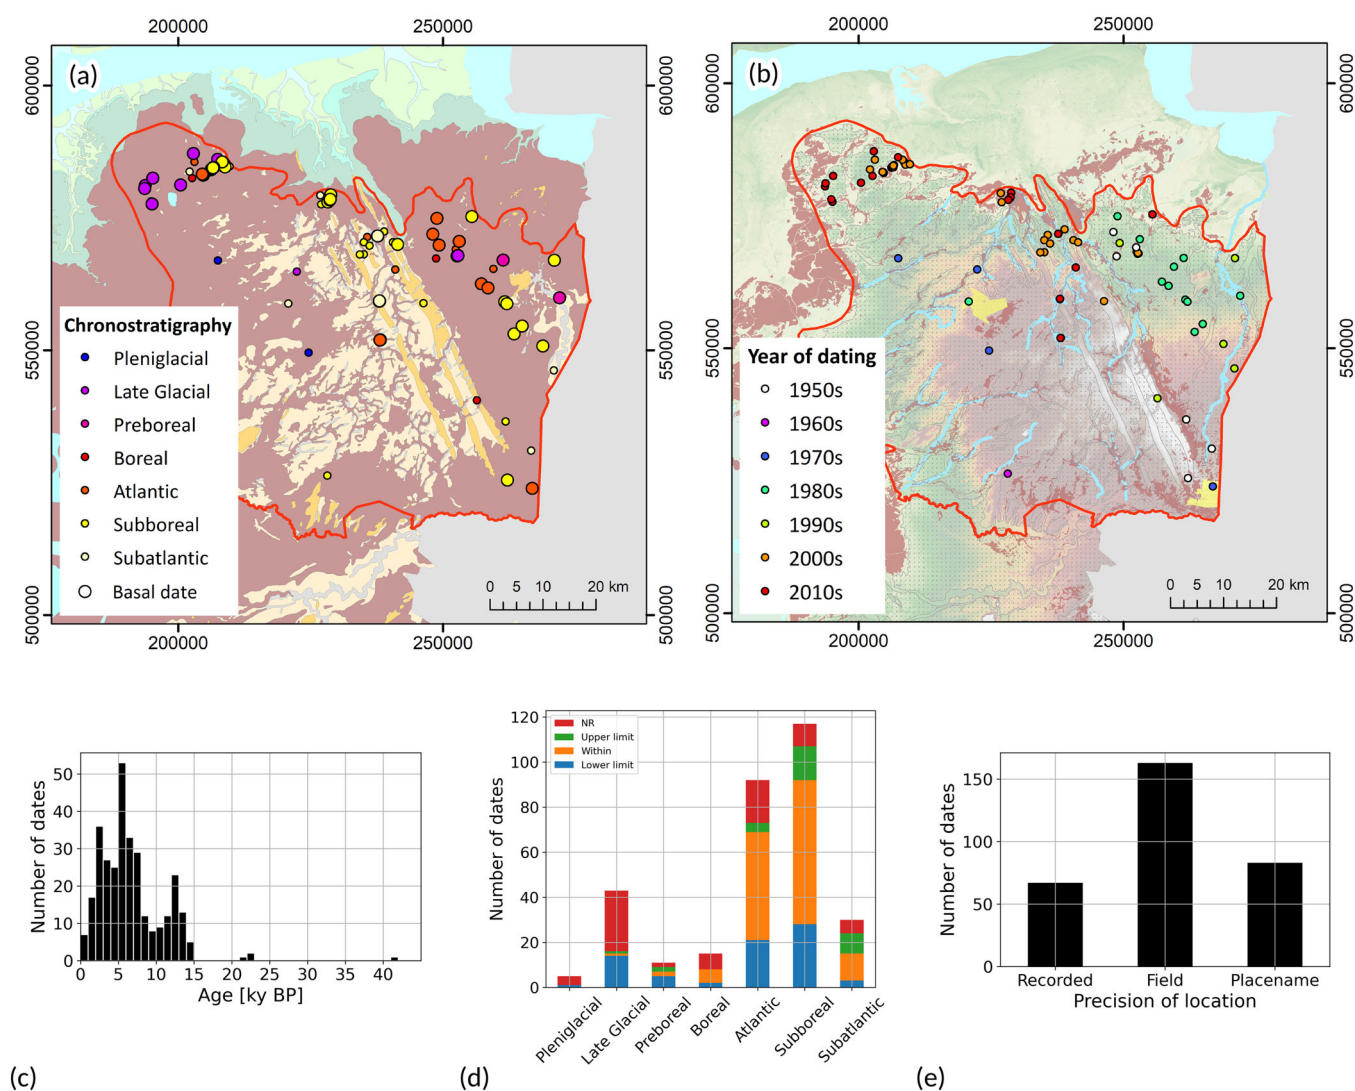 200000
250000
(a)
600000
550000
500000
Chronostratigraphy
Pleniglacial
Late Glacial
Preboreal
Boreal
Atlantic
Subboreal
Subatlantic
Basal date
0 5 10 20 km
600000
550000
500000
200000
250000
200000
250000
(b)
Year of dating
1950s
1960s
1970s
1980s
1990s
2000s
2010s
0 5 10 20 km
600000
550000
500000
200000
250000
Number of dates
50
40
30
20
10
0
0 5 10 15 20 25 30 35 40
Age [ky BP]
(c)
Number of dates
120
100
80
60
40
20
0
NR
Upper limit
Within
Lower limit
Pleniglacial
Late Glacial
Preboreal
Boreal
Atlantic
Subboreal
Subatlantic
(d)
Number of dates
150
100
50
0
Recorded Field Placename
Precision of location
(e)